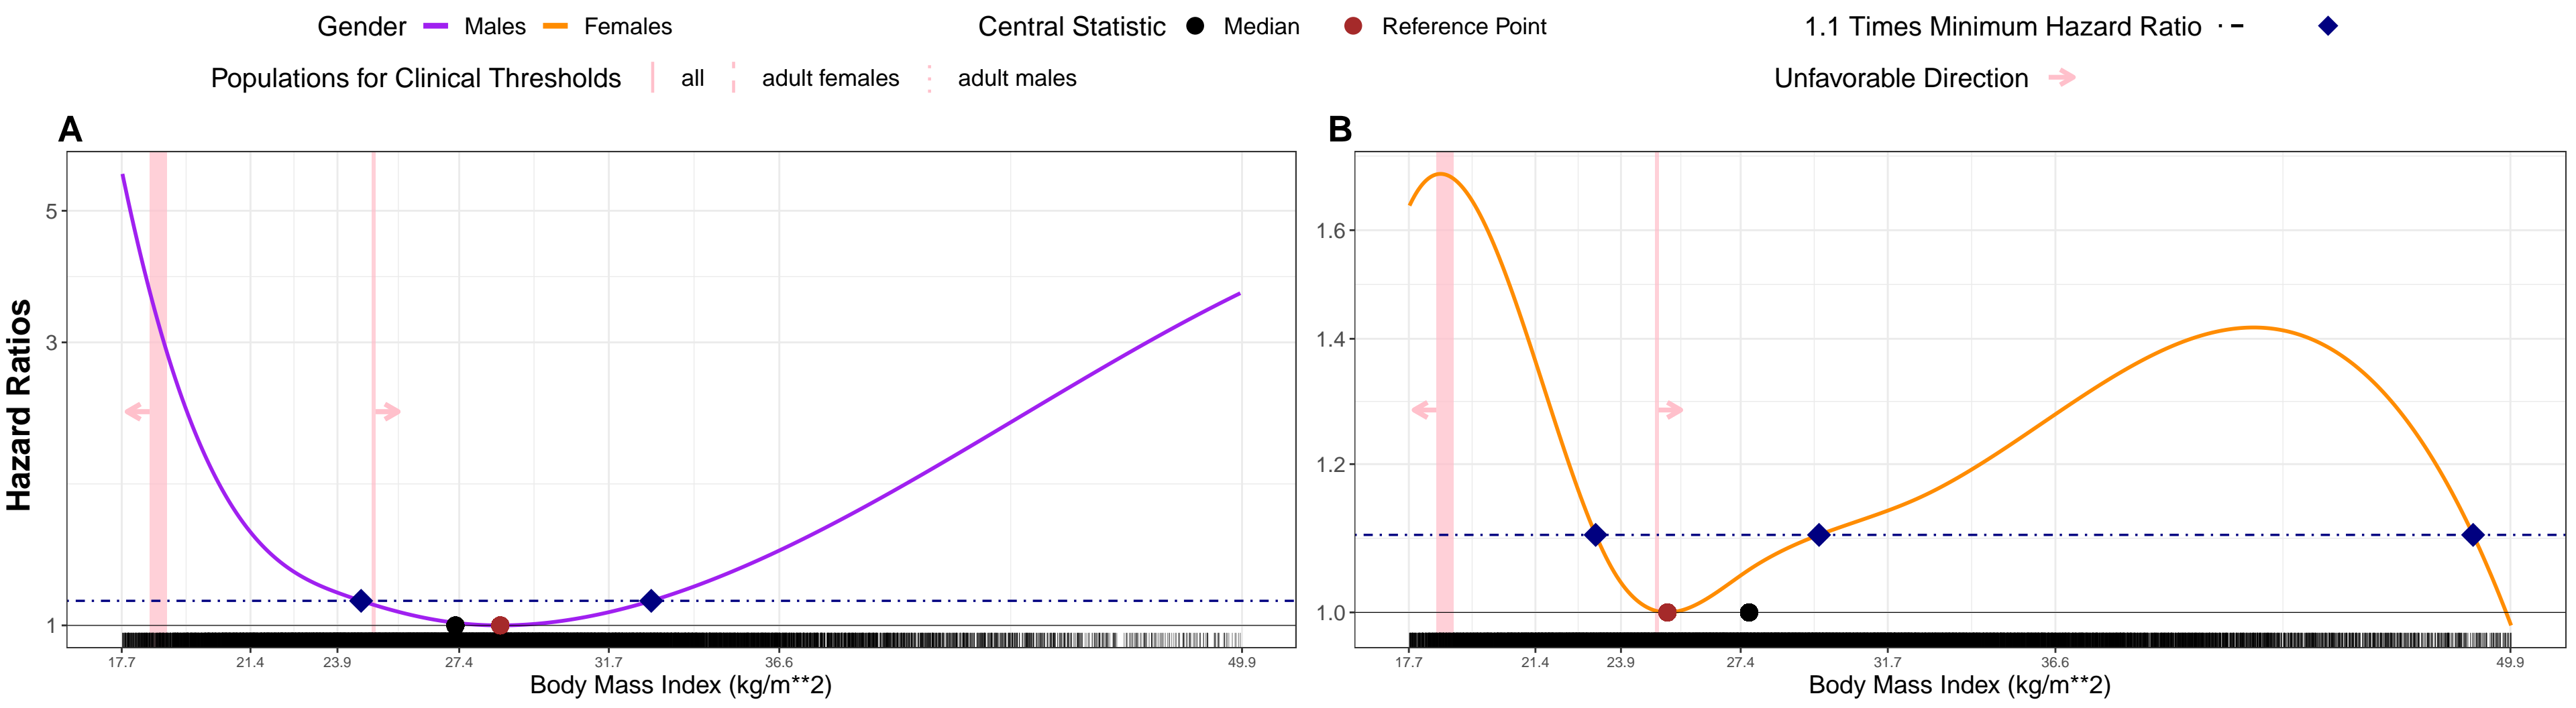 Gender Males Females Central Statistic Median Reference Point 1.1 Times Minimum Hazard Ratio
Populations for Clinical Thresholds all adult females adult males Unfavorable Direction
A B
Hazard Ratios
5
3
1
17.7 21.4 23.9 27.4 31.7 36.6 49.9
Body Mass Index (kg/m**2)
1.6
1.4
1.2
1.0
17.7 21.4 23.9 27.4 31.7 36.6 49.9
Body Mass Index (kg/m**2)